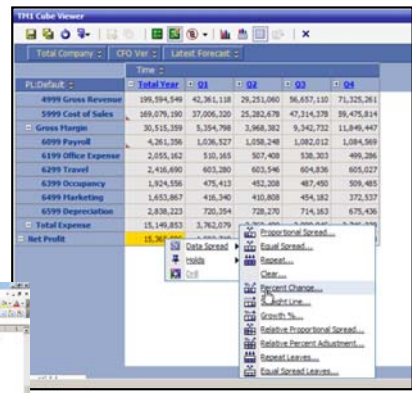 TM1 Cube Viewer
Total Company CFO Ver Latest Forecast
Time
PL:Default Total Year Q1 Q2 Q3 Q4
4999 Gross Revenue 199,594,549 42,361,118 29,251,060 56,657,110 71,325,261
5999 Cost of Sales 169,079,190 37,006,320 25,282,678 47,314,378 59,475,814
Gross Margin 30,515,359 5,354,798 3,968,382 9,342,732 11,849,447
6099 Payroll 4,261,356 1,036,527 1,058,248 1,082,012 1,084,569
6199 Office Expense 2,055,162 510,165 507,408 538,303 499,286
6299 Travel 2,416,690 603,280 603,546 604,836 605,027
6399 Occupancy 1,924,556 475,413 452,208 487,450 509,485
6499 Marketing 1,653,867 416,340 410,808 454,182 372,537
6599 Depreciation 2,838,223 720,354 728,270 714,163 675,436
Total Expense 15,149,853
Net Profit
Data Spread
Holds
Drill
Proportional Spread...
Equal Spread...
Repeat...
Clear...
Percent Change...
Line...
Growth %...
Relative Proportional Spread...
Relative Percent Adjustment...
Repeat Leaves...
Equal Spread Leaves...